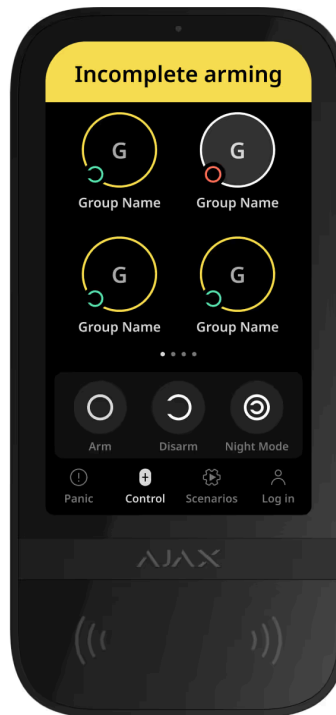 Incomplete arming
G
G
Group Name
Group Name
G
G
Group Name
Group Name
Arm
Disarm
Night Mode
Panic
Control
Scenarios
Log in
AJAX